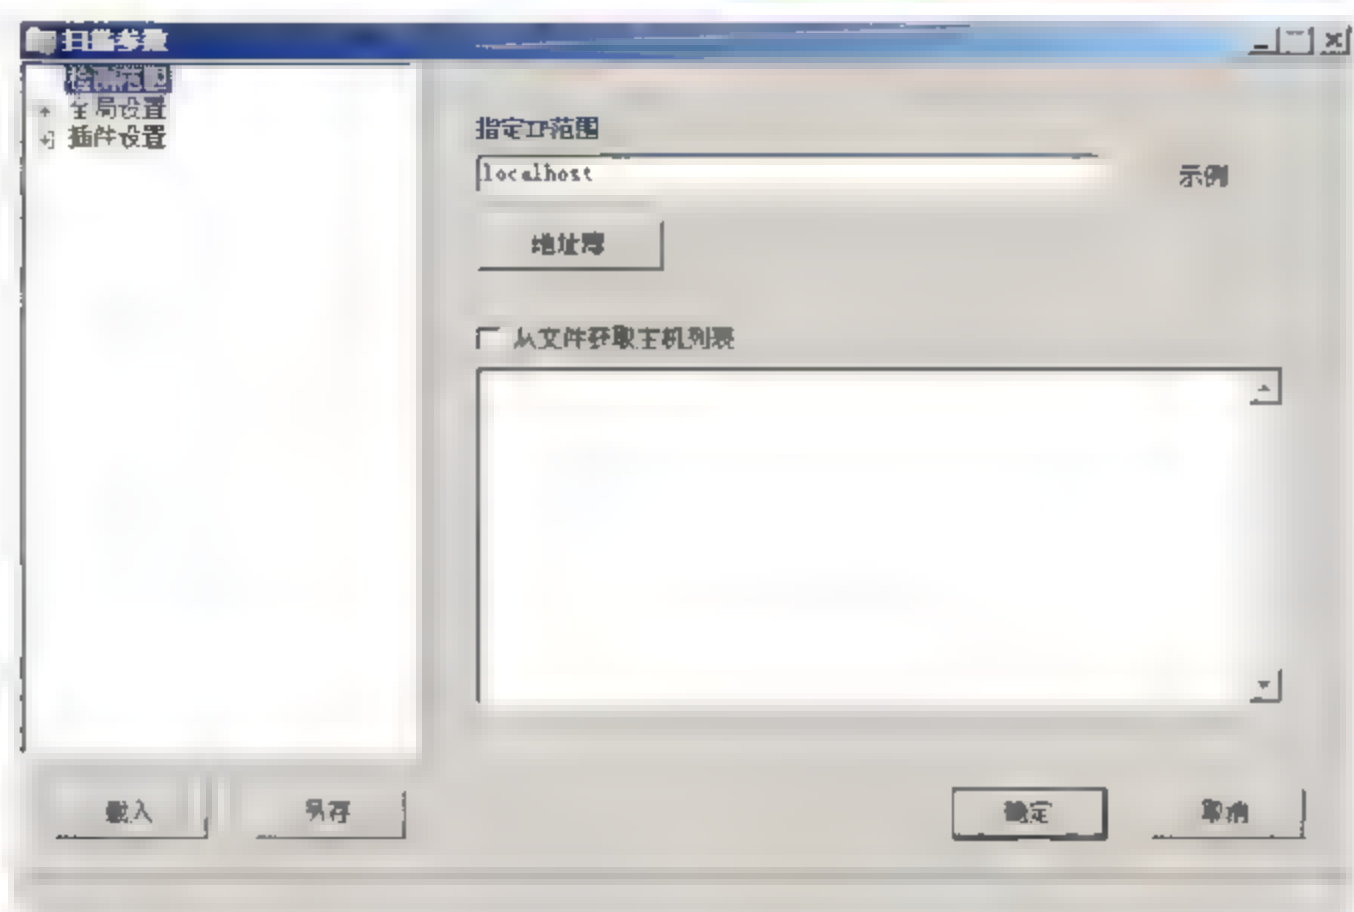 扫描参数
检测范围
全局设置
插件设置
指定IP范围
localhost
示例
地址簿
从文件获取主机列表
载入
另存
确定
取消